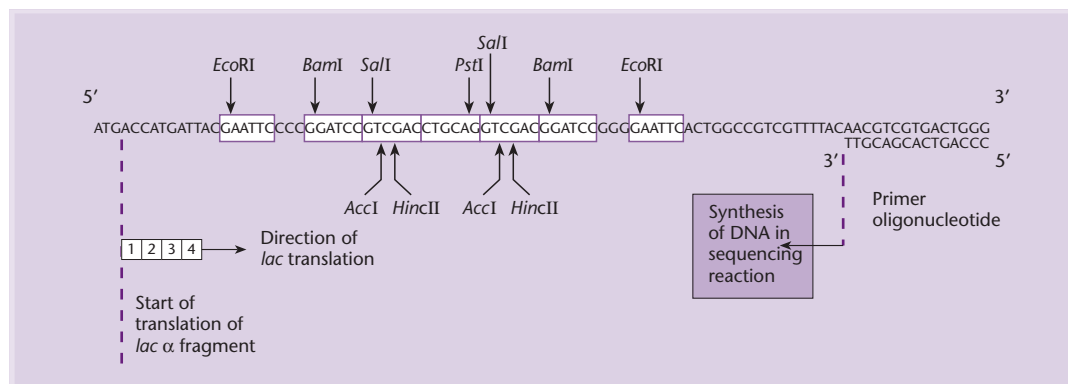 SalI
EcoRI BamI SalI PstI BamI EcoRI
5′ 3′
ATGACCATGATTACGAATTCCCCGGATCCGTCGACCTGCAGGTCGACGGATCCGGGGAATTCACTGGCCGTCGTTTTACAACGTCGTGACTGGG
TTGCAGCACTGACCC
3′ 5′
AccI HincII AccI HincII
1 2 3 4
Direction of
lac translation
Start of
translation of
lac α fragment
Synthesis
of DNA in
sequencing
reaction
Primer
oligonucleotide